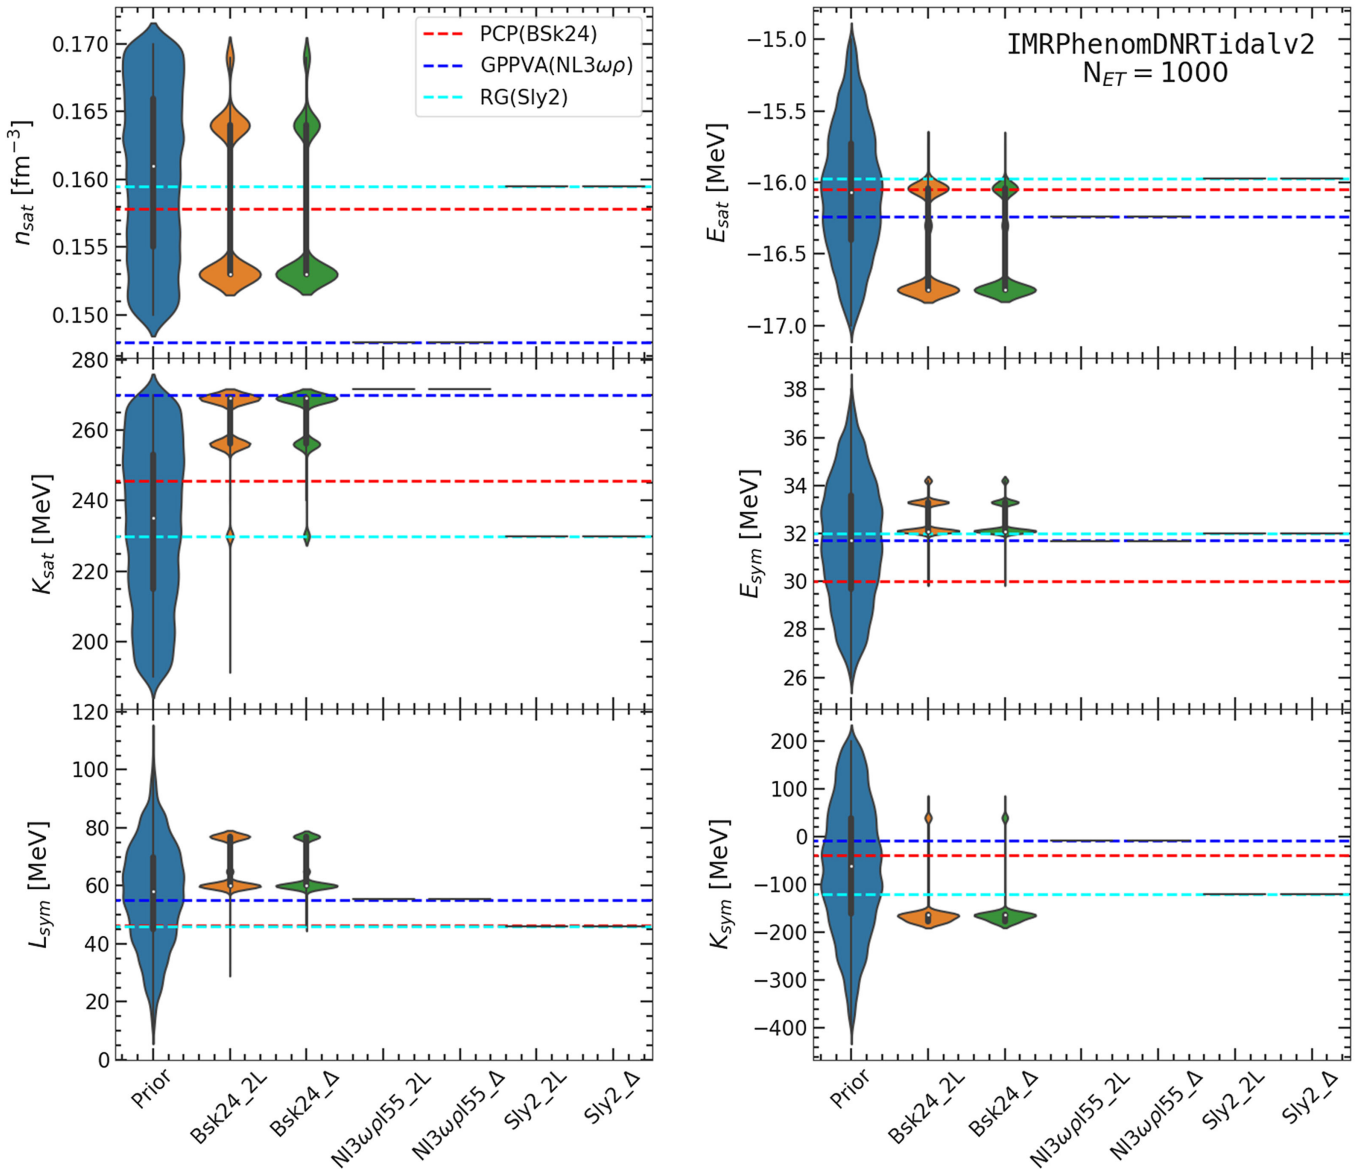 0.170
0.165
0.160
0.155
0.150
n_sat [fm⁻³]
PCP(BSk24)
GPPVA(NL3ωρ)
RG(Sly2)
280
260
240
220
200
K_sat [MeV]
120
100
80
60
40
20
0
L_sym [MeV]
Prior
Bsk24_2L
Bsk24_Δ
Nl3ωρl55_2L
Nl3ωρl55_Δ
Sly2_2L
Sly2_Δ
−15.0
−15.5
−16.0
−16.5
−17.0
E_sat [MeV]
IMRPhenomDNRTidalv2
N_ET = 1000
38
36
34
32
30
28
26
E_sym [MeV]
200
100
0
−100
−200
−300
−400
K_sym [MeV]
Prior
Bsk24_2L
Bsk24_Δ
Nl3ωρl55_2L
Nl3ωρl55_Δ
Sly2_2L
Sly2_Δ